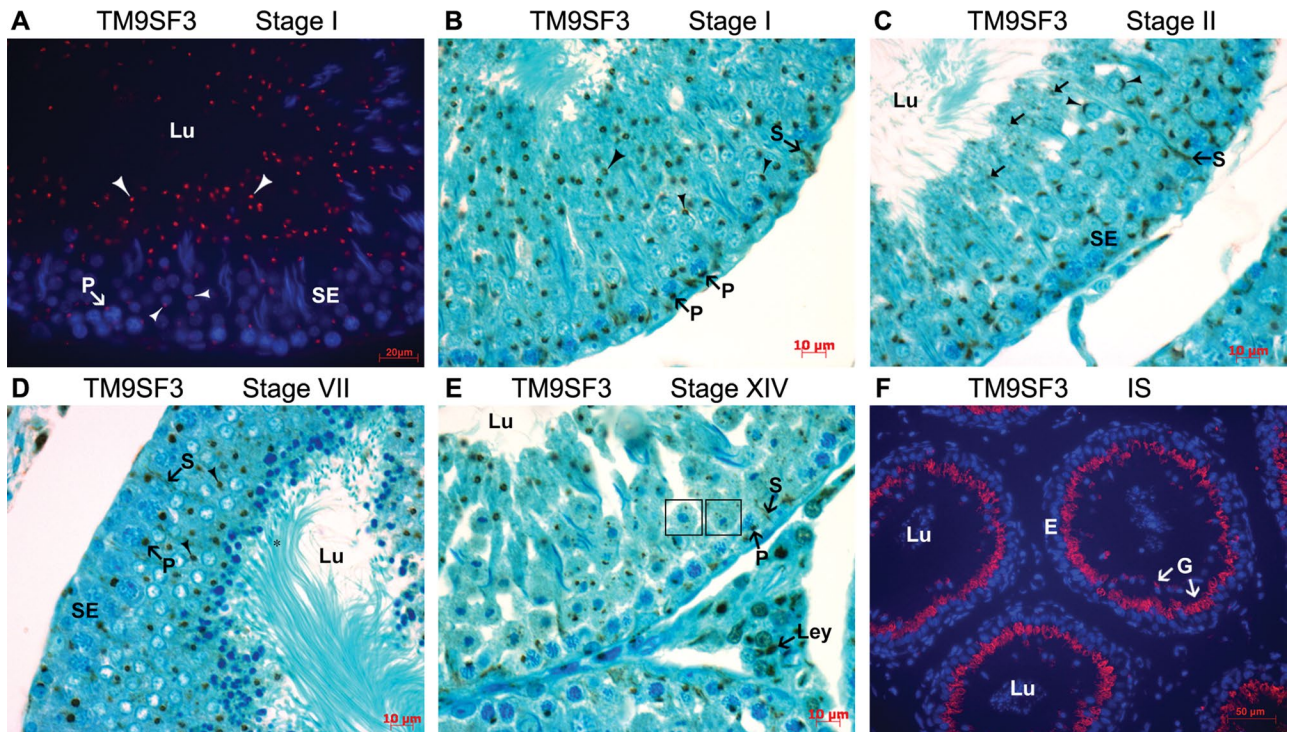 A TM9SF3 Stage I
Lu
P
SE
20µm
B TM9SF3 Stage I
S
P
P
10 µm
C TM9SF3 Stage II
Lu
S
SE
10 µm
D TM9SF3 Stage VII
S
P
Lu
*
SE
10 µm
E TM9SF3 Stage XIV
Lu
S
P
Ley
10 µm
F TM9SF3 IS
Lu
E
G
Lu
50 µm